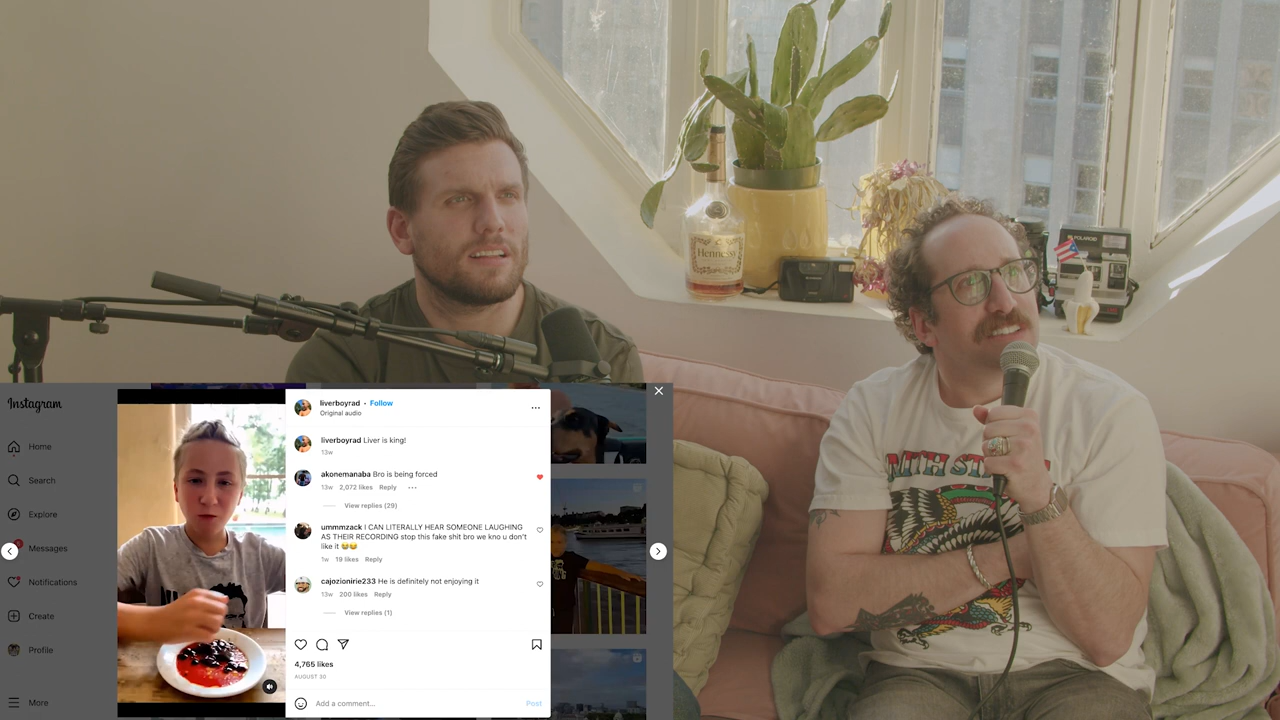 Hennessy
POLAROID
SMITH ST
Instagram
Home
Search
Explore
Messages
Notifications
Create
Profile
More
liverboyrad • Follow
Original audio
liverboyrad Liver is king!
13w
akonemanaba Bro is being forced
13w 2,072 likes Reply
View replies (29)
ummmzack I CAN LITERALLY HEAR SOMEONE LAUGHING
AS THEIR RECORDING stop this fake shit bro we kno u don't
like it 😂😂
1w 19 likes Reply
cajozionirie233 He is definitely not enjoying it
13w 200 likes Reply
View replies (1)
4,765 likes
AUGUST 30
Add a comment...
Post